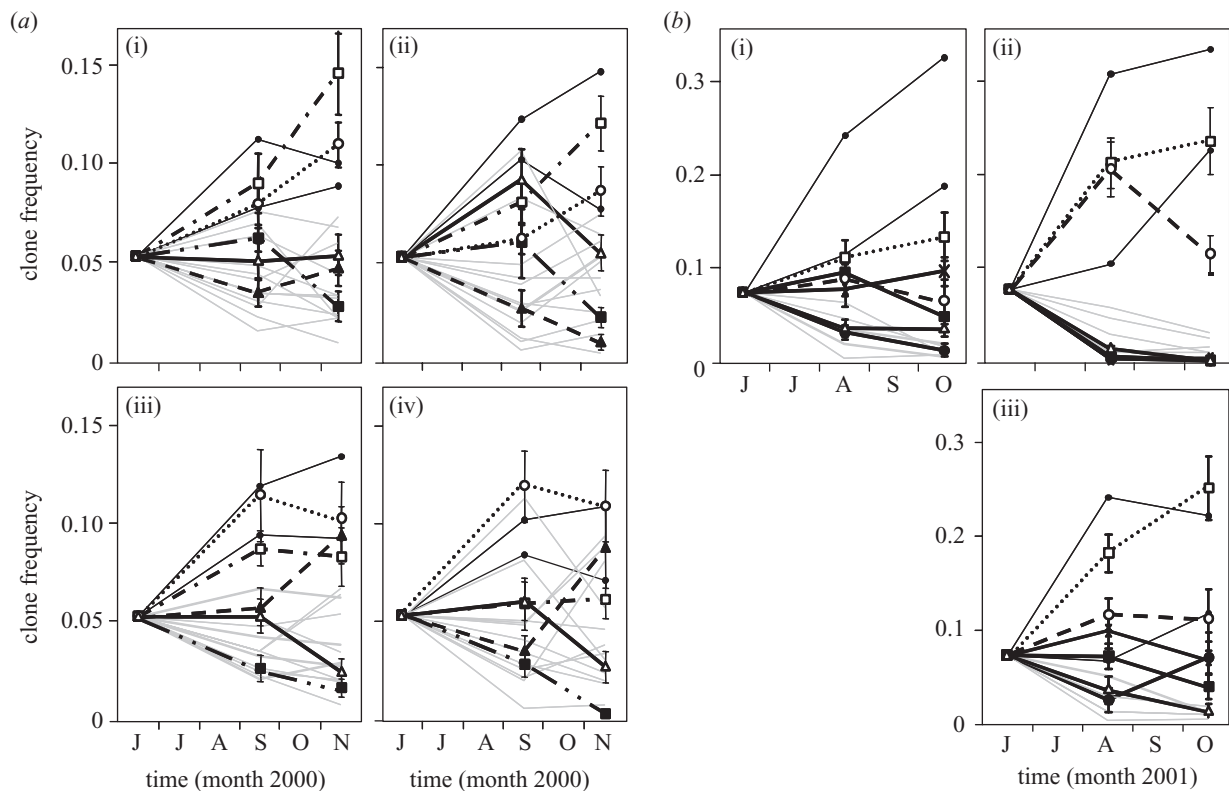 (a)
(i)
(ii)
0.15
0.10
0.05
0
clone frequency
(iii)
(iv)
0.15
0.10
0.05
0
clone frequency
J J A S O N
J J A S O N
time (month 2000)
time (month 2000)
(b)
(i)
(ii)
0.3
0.2
0.1
0
clone frequency
J J A S O
(iii)
0.3
0.2
0.1
0
J J A S O
time (month 2001)